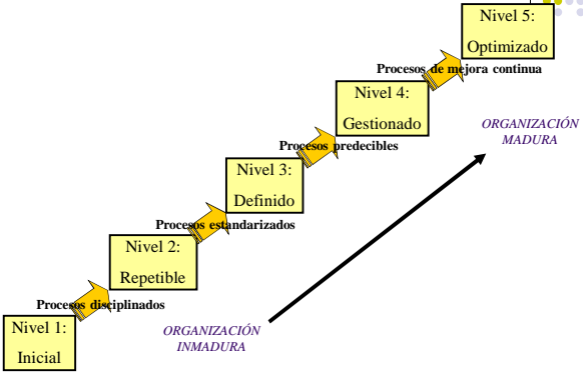 Nivel 5:
Optimizado
Procesos de mejora continua
Nivel 4:
Gestionado
ORGANIZACIÓN
MADURA
Procesos predecibles
Nivel 3:
Definido
Procesos estandarizados
Nivel 2:
Repetible
Procesos disciplinados
Nivel 1:
Inicial
ORGANIZACIÓN
INMADURA